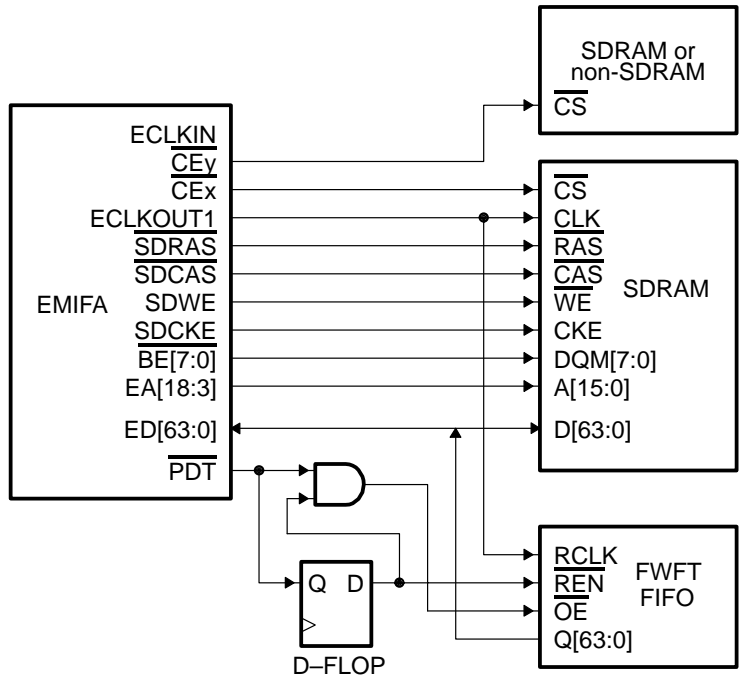 SDRAM or
non-SDRAM
CS
EMIFA
ECLKIN
CEy
CEx
ECLKOUT1
SDRAS
SDCAS
SDWE
SDCKE
BE[7:0]
EA[18:3]
ED[63:0]
PDT
CS
CLK
RAS
CAS
WE
CKE
DQM[7:0]
A[15:0]
D[63:0]
SDRAM
Q D
D–FLOP
RCLK
REN
OE
Q[63:0]
FWFT
FIFO